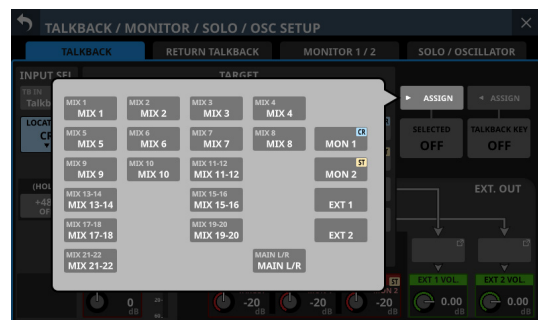 TALKBACK / MONITOR / SOLO / OSC SETUP
TALKBACK
RETURN TALKBACK
MONITOR 1 / 2
SOLO / OSCILLATOR
INPUT SEL
TARGET
TB IN
Talkb
LOCAT
CR
(HOL
+48
OF
MIX 1
MIX 1
MIX 2
MIX 2
MIX 3
MIX 3
MIX 4
MIX 4
MIX 5
MIX 5
MIX 6
MIX 6
MIX 7
MIX 7
MIX 8
MIX 8
CR
MON 1
MIX 9
MIX 9
MIX 10
MIX 10
MIX 11-12
MIX 11-12
ST
MON 2
MIX 13-14
MIX 13-14
MIX 15-16
MIX 15-16
EXT 1
MIX 17-18
MIX 17-18
MIX 19-20
MIX 19-20
EXT 2
MIX 21-22
MIX 21-22
MAIN L/R
MAIN L/R
ASSIGN
ASSIGN
SELECTED
OFF
TALKBACK KEY
OFF
EXT. OUT
EXT 1 VOL.
EXT 2 VOL.
0.00
dB
0.00
dB
0
dB
20-
-20
dB
-20
dB
ST
-20
dB